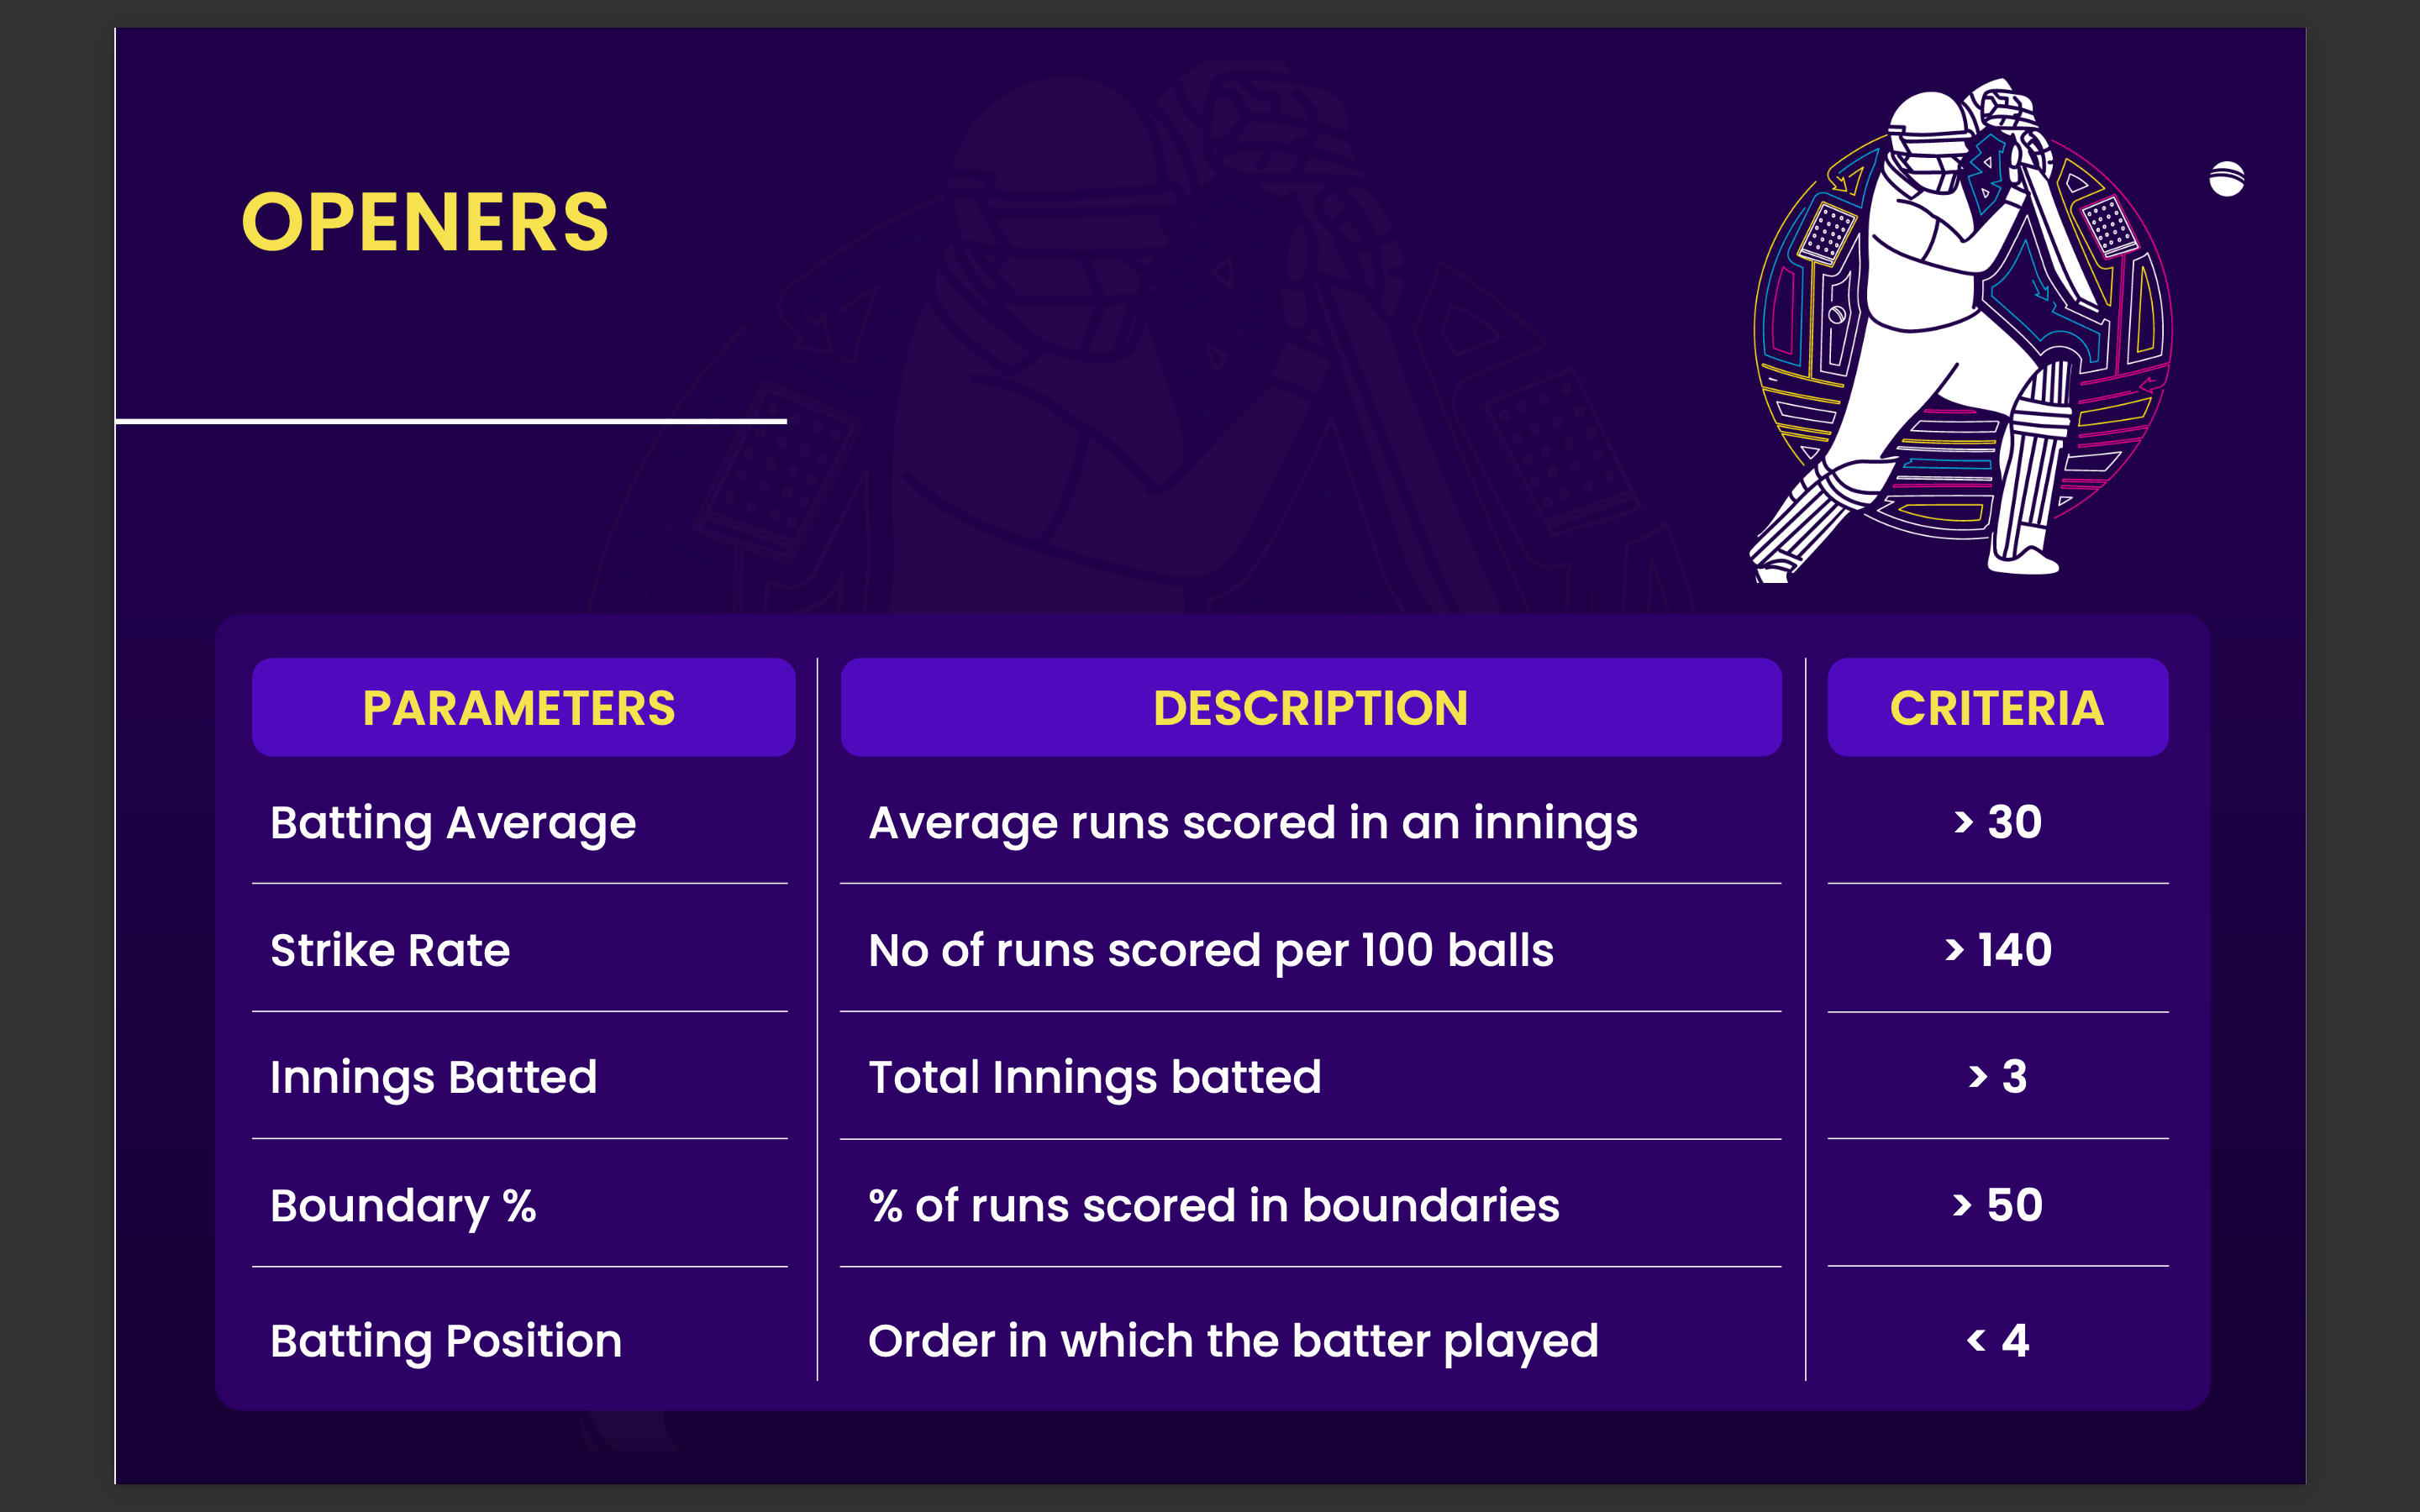 OPENERS
PARAMETERS DESCRIPTION CRITERIA
Batting Average Average runs scored in an innings > 30
Strike Rate No of runs scored per 100 balls > 140
Innings Batted Total Innings batted > 3
Boundary % % of runs scored in boundaries > 50
Batting Position Order in which the batter played < 4